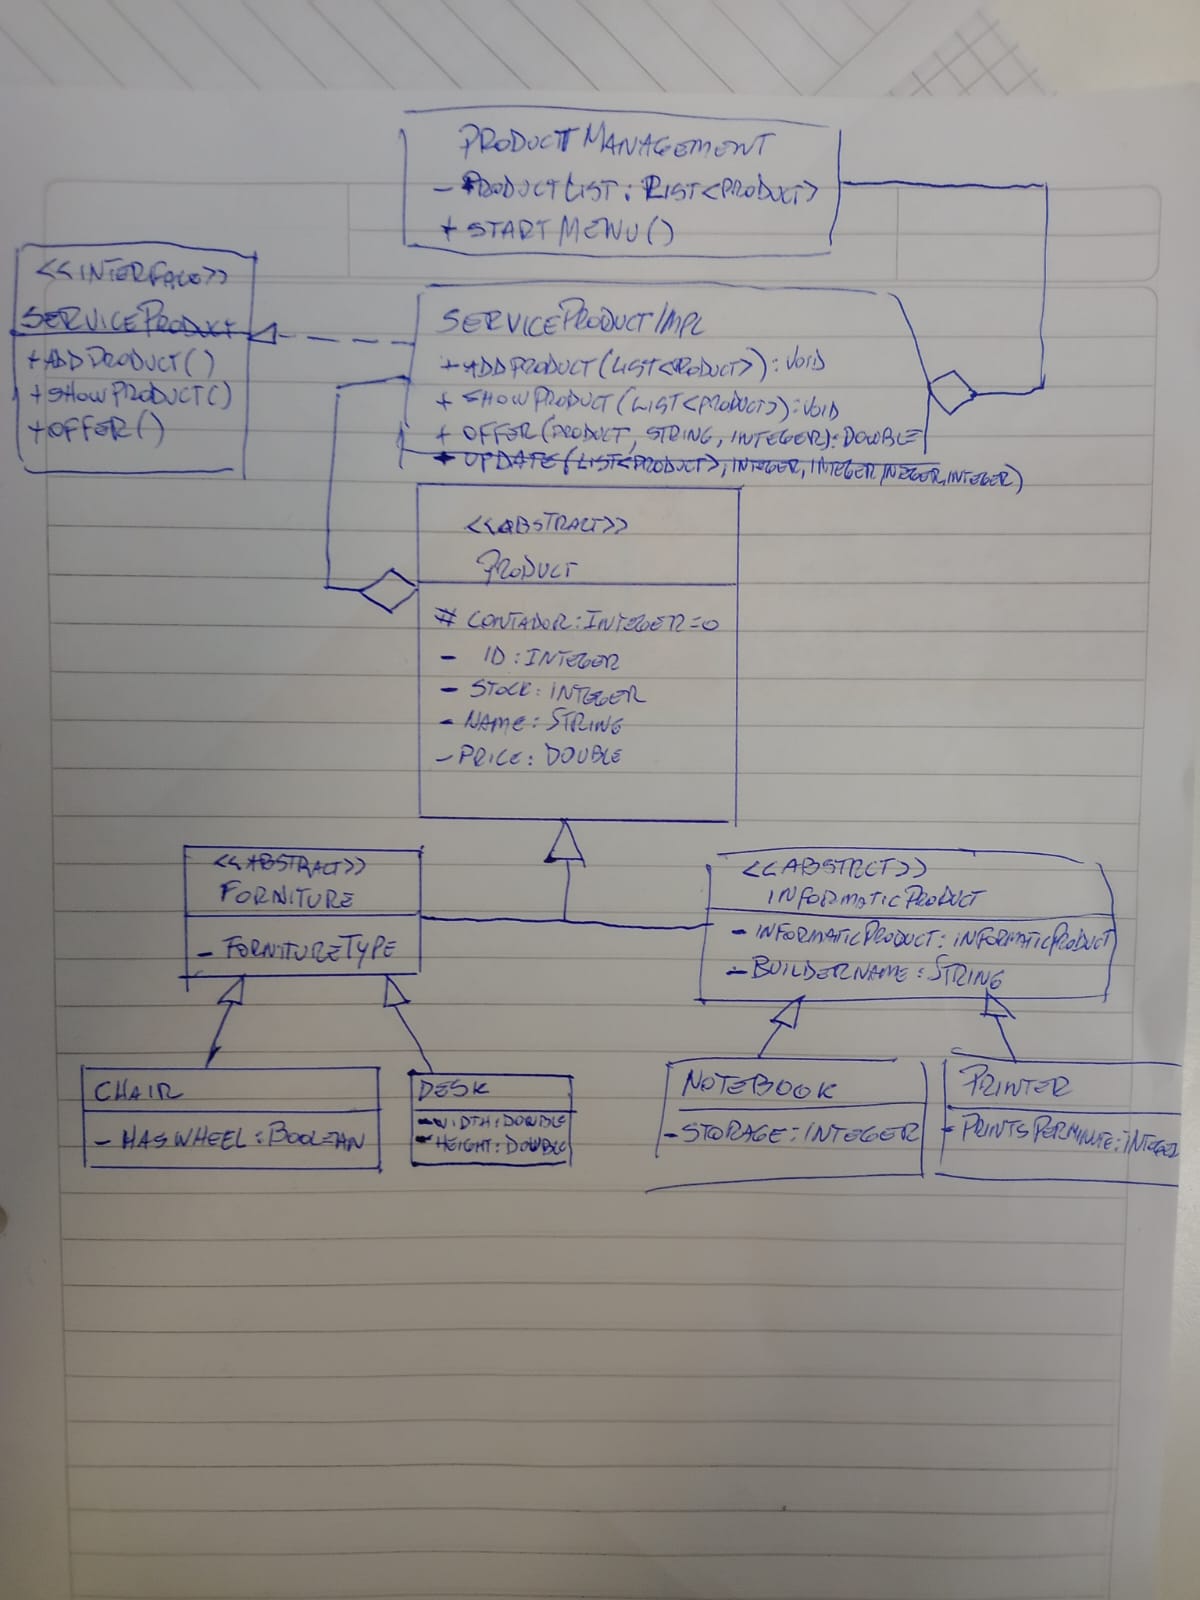 PRODUCTMANAGEMENT
- PRODUCTLIST: LIST<PRODUCT>
+ STARTMENU()
<<INTERFACE>>
SERVICEPRODUCT
+ADDPRODUCT()
+SHOWPRODUCT()
+OFFER()
SERVICEPRODUCTIMPL
+ADDPRODUCT(LIST<PRODUCT>): VOID
+ SHOWPRODUCT(LIST<PRODUCT>): VOID
+ OFFER(PRODUCT, STRING, INTEGER): DOUBLE
+ UPDATE(LIST<PRODUCT>, INTEGER, INTEGER, INTEGER, INTEGER)
<<ABSTRACT>>
PRODUCT
# CONTADOR: INTEGER=0
- ID: INTEGER
- STOCK: INTEGER
- NAME: STRING
- PRICE: DOUBLE
<<ABSTRACT>>
FORNITURE
- FORNITURETYPE
<<ABSTRCT>>
INFORMATICPRODUCT
- INFORMATICPRODUCT: INFORMATICPRODUCT
- BUILDERNAME: STRING
CHAIR
- HASWHEEL: BOOLEAN
DESK
- WIDTH: DOUBLE
- HEIGHT: DOUBLE
NOTEBOOK
- STORAGE: INTEGER
PRINTER
- PRINTSPERMINUTE: INTEGER